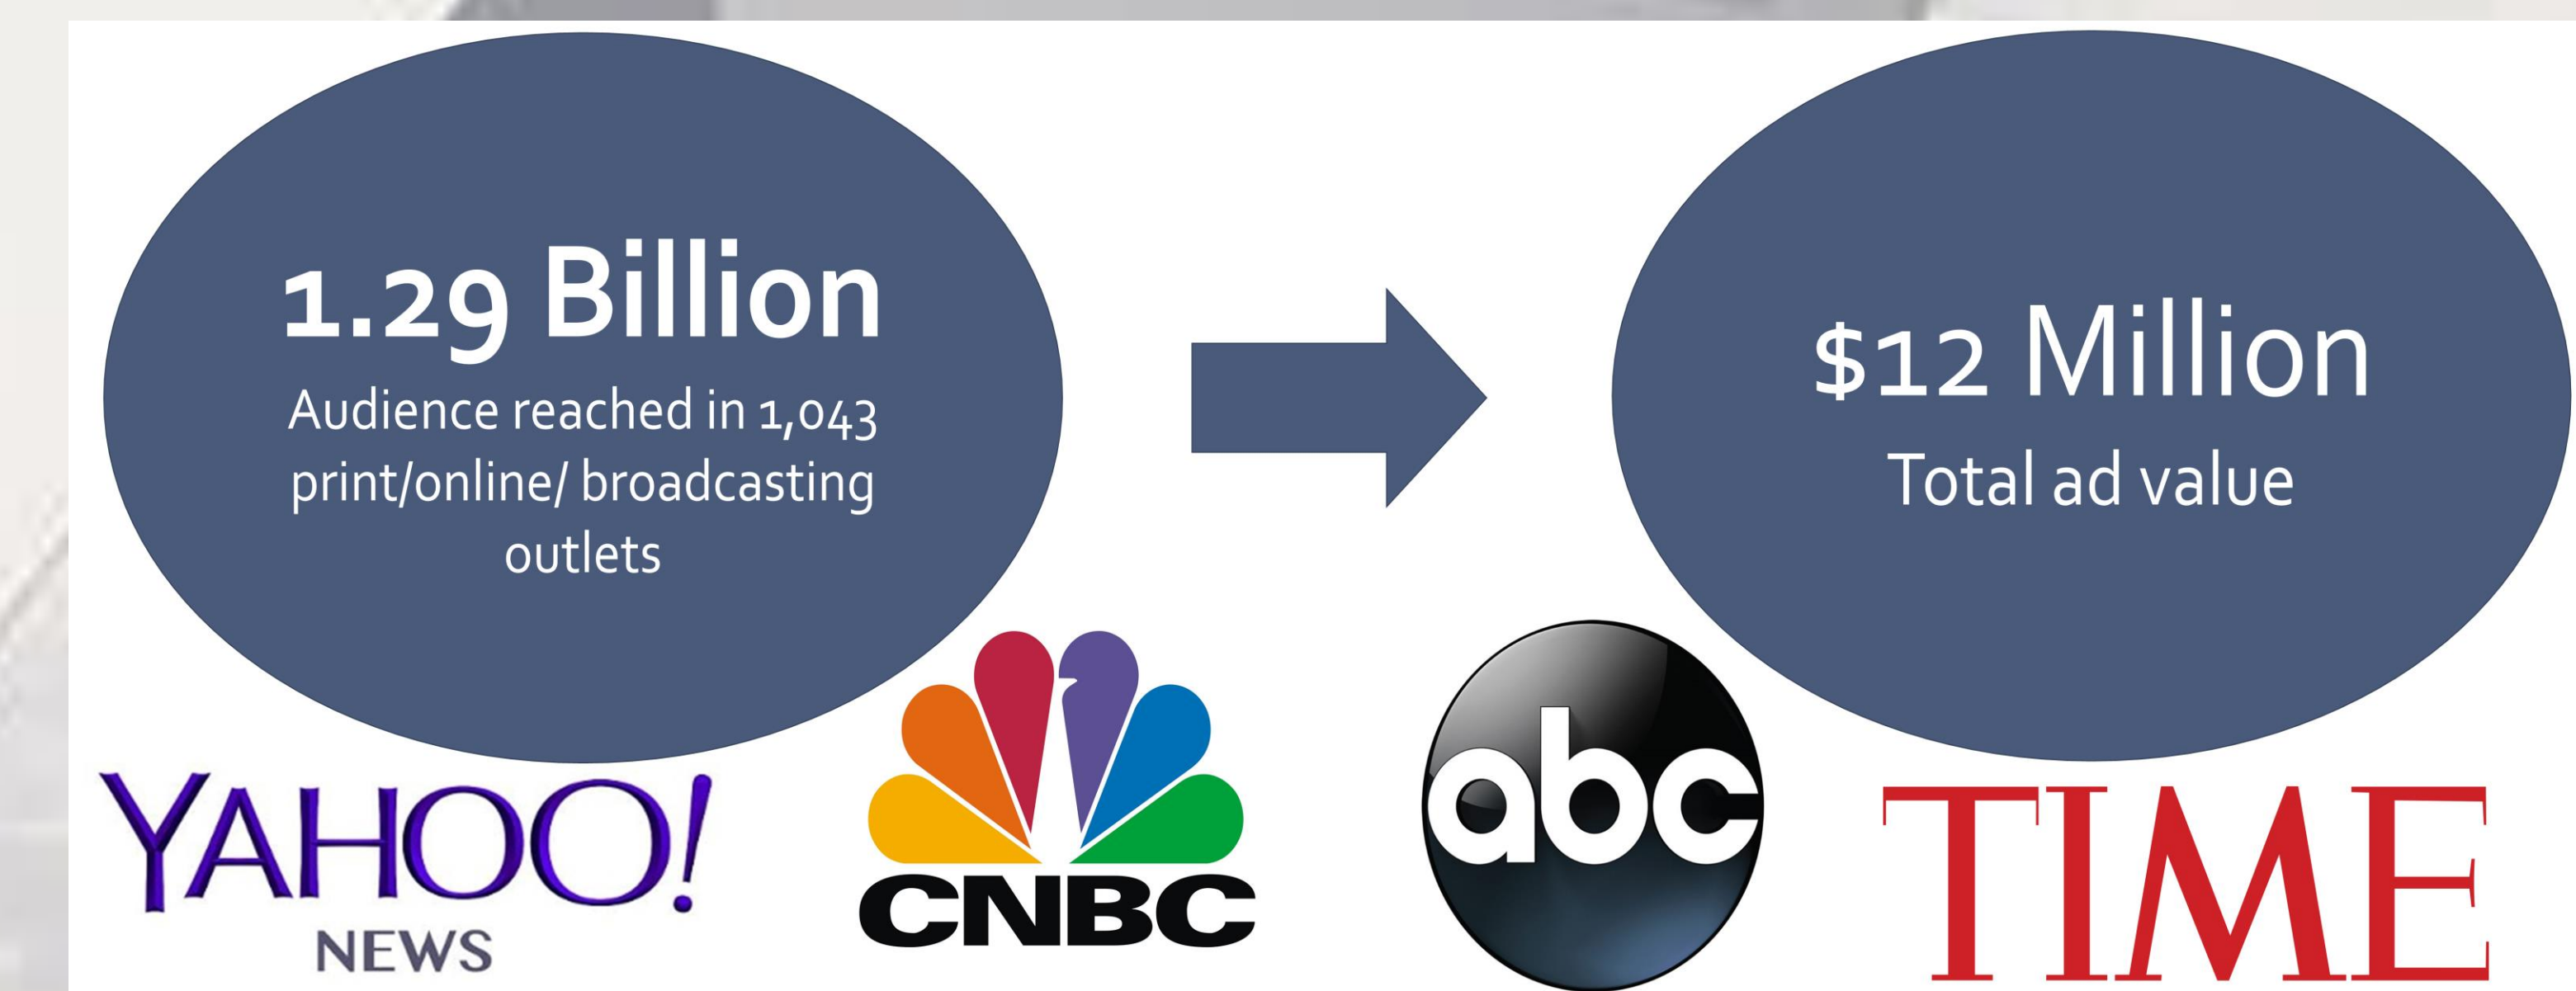 1.29 Billion
Audience reached in 1,043
print/online/ broadcasting
outlets
$12 Million
Total ad value
YAHOO!
NEWS
CNBC
abc
TIME